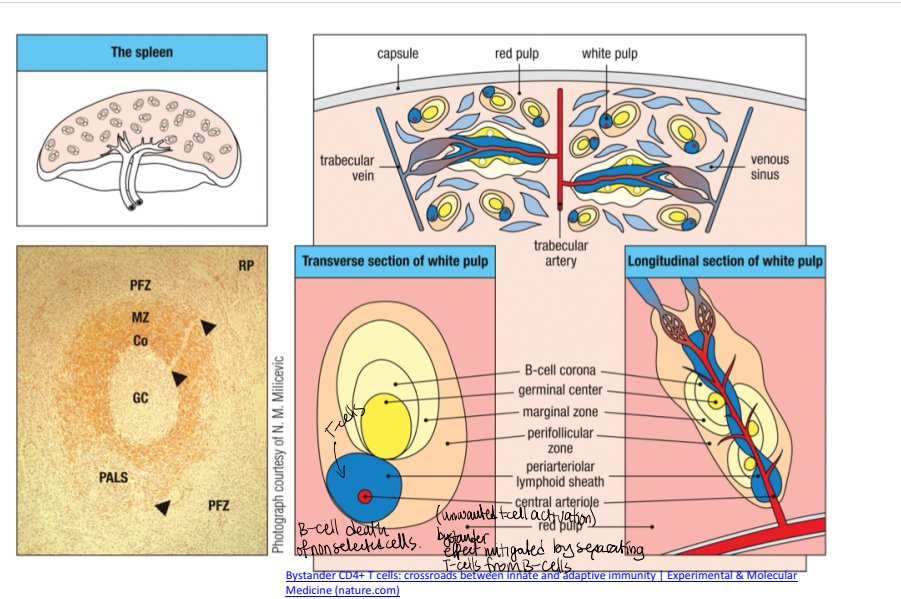 The spleen
capsule
red pulp
white pulp
trabecular
vein
venous
sinus
trabecular
artery
RP
PFZ
MZ
Co
GC
PALS
PFZ
Photograph courtesy of N. M. Milicevic
Transverse section of white pulp
Longitudinal section of white pulp
B-cell corona
germinal center
marginal zone
perifollicular
zone
periarteriolar
lymphoid sheath
central arteriole
red pulp
T-cells
B-cell death
of nonselected cells.
(unwanted t-cell activation)
bystander
effect mitigated by separating
T-cells from B-cells
Bystander CD4+ T cells: crossroads between innate and adaptive immunity | Experimental & Molecular
Medicine (nature.com)